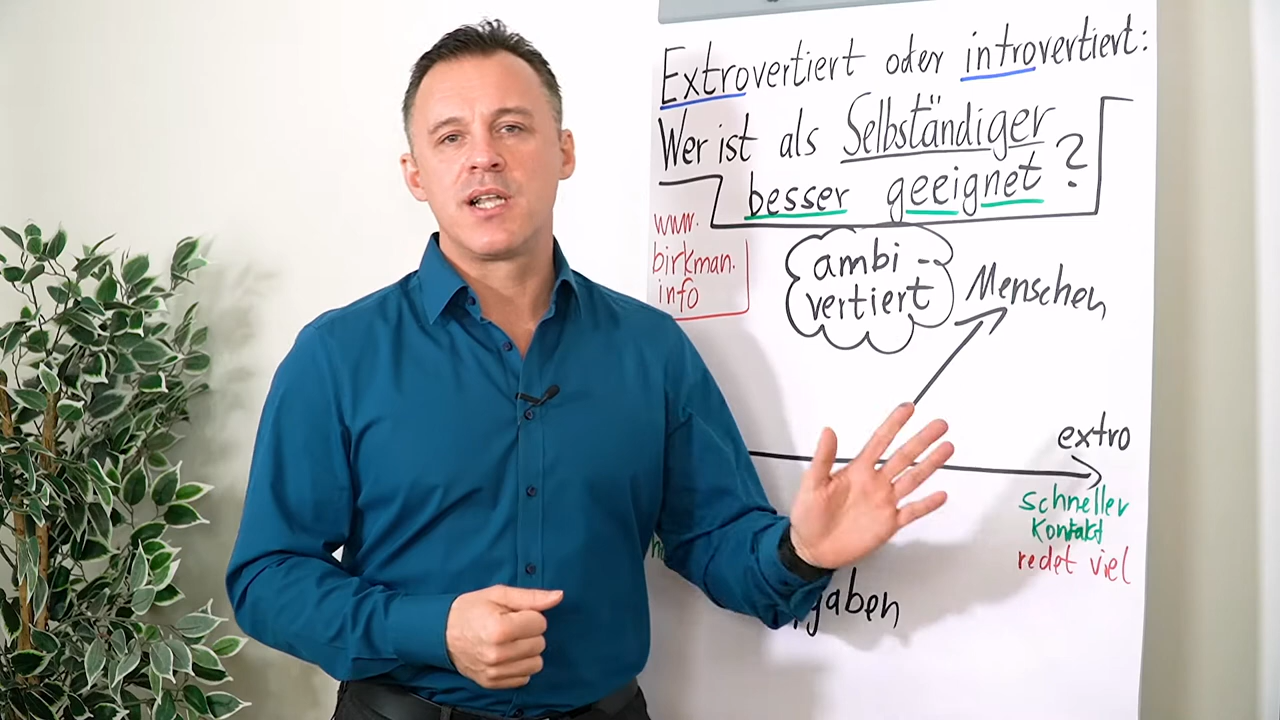 Extrovertiert oder introvertiert:
Wer ist als Selbständiger
besser geeignet?
www.
birkman.
info
ambi-
vertiert
Menschen
extro
schneller
Kontakt
redet viel